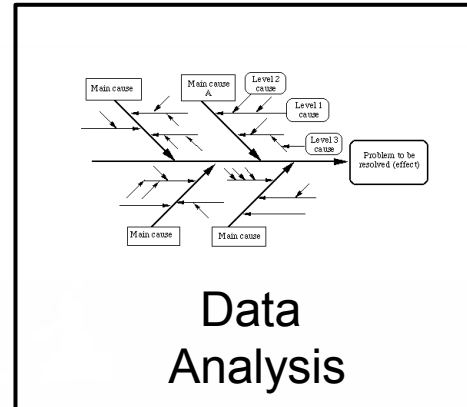 Main cause
Main cause
A
Level 2
cause
Level 1
cause
Level 3
cause
Problem to be
resolved (effect)
Main cause
Main cause
Data
Analysis